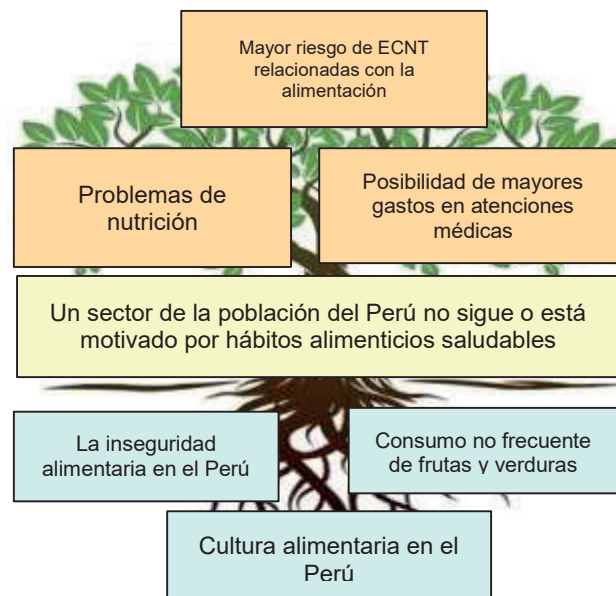 Mayor riesgo de ECNT
relacionadas con la
alimentación
Problemas de
nutrición
Posibilidad de mayores
gastos en atenciones
médicas
Un sector de la población del Perú no sigue o está
motivado por hábitos alimenticios saludables
La inseguridad
alimentaria en el Perú
Consumo no frecuente
de frutas y verduras
Cultura alimentaria en el
Perú